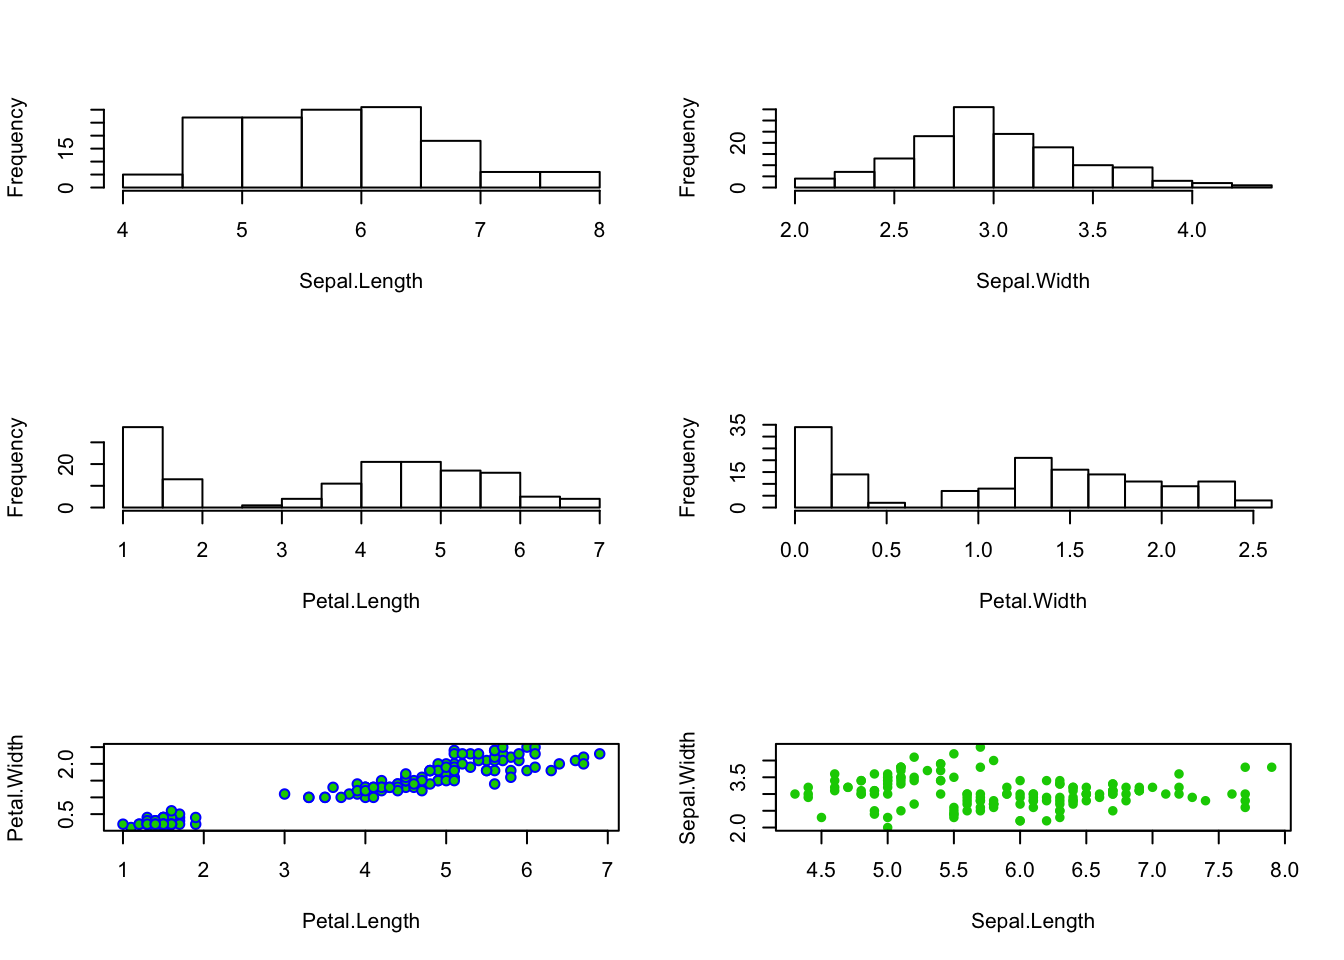 Frequency
0 15
4 5 6 7 8
Sepal.Length
Frequency
0 20
2.0 2.5 3.0 3.5 4.0
Sepal.Width
Frequency
0 20
1 2 3 4 5 6 7
Petal.Length
Frequency
0 15 35
0.0 0.5 1.0 1.5 2.0 2.5
Petal.Width
Petal.Width
0.5 2.0
1 2 3 4 5 6 7
Petal.Length
Sepal.Width
2.0 3.5
4.5 5.0 5.5 6.0 6.5 7.0 7.5 8.0
Sepal.Length